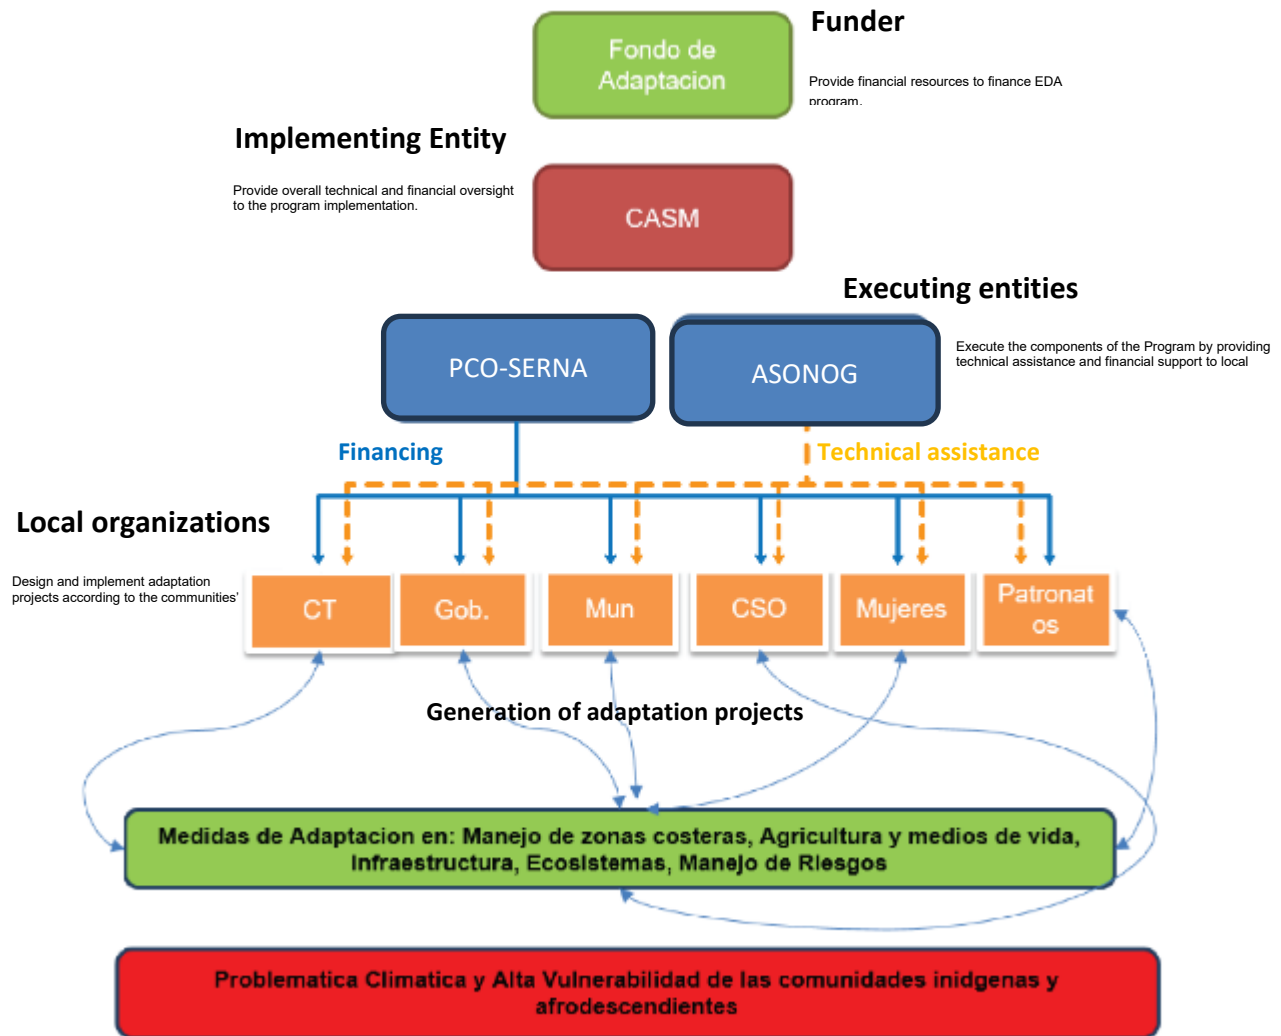 Funder
Fondo de
Adaptacion
Provide financial resources to finance EDA
program.
Implementing Entity
Provide overall technical and financial oversight
to the program implementation.
CASM
Executing entities
Execute the components of the Program by providing
technical assistance and financial support to local
PCO-SERNA
ASONOG
Financing
Technical assistance
Local organizations
Design and implement adaptation
projects according to the communities’
CT
Gob.
Mun
CSO
Mujeres
Patronat
os
Generation of adaptation projects
Medidas de Adaptacion en: Manejo de zonas costeras, Agricultura y medios de vida,
Infraestructura, Ecosistemas, Manejo de Riesgos
Problematica Climatica y Alta Vulnerabilidad de las comunidades inidgenas y
afrodescendientes